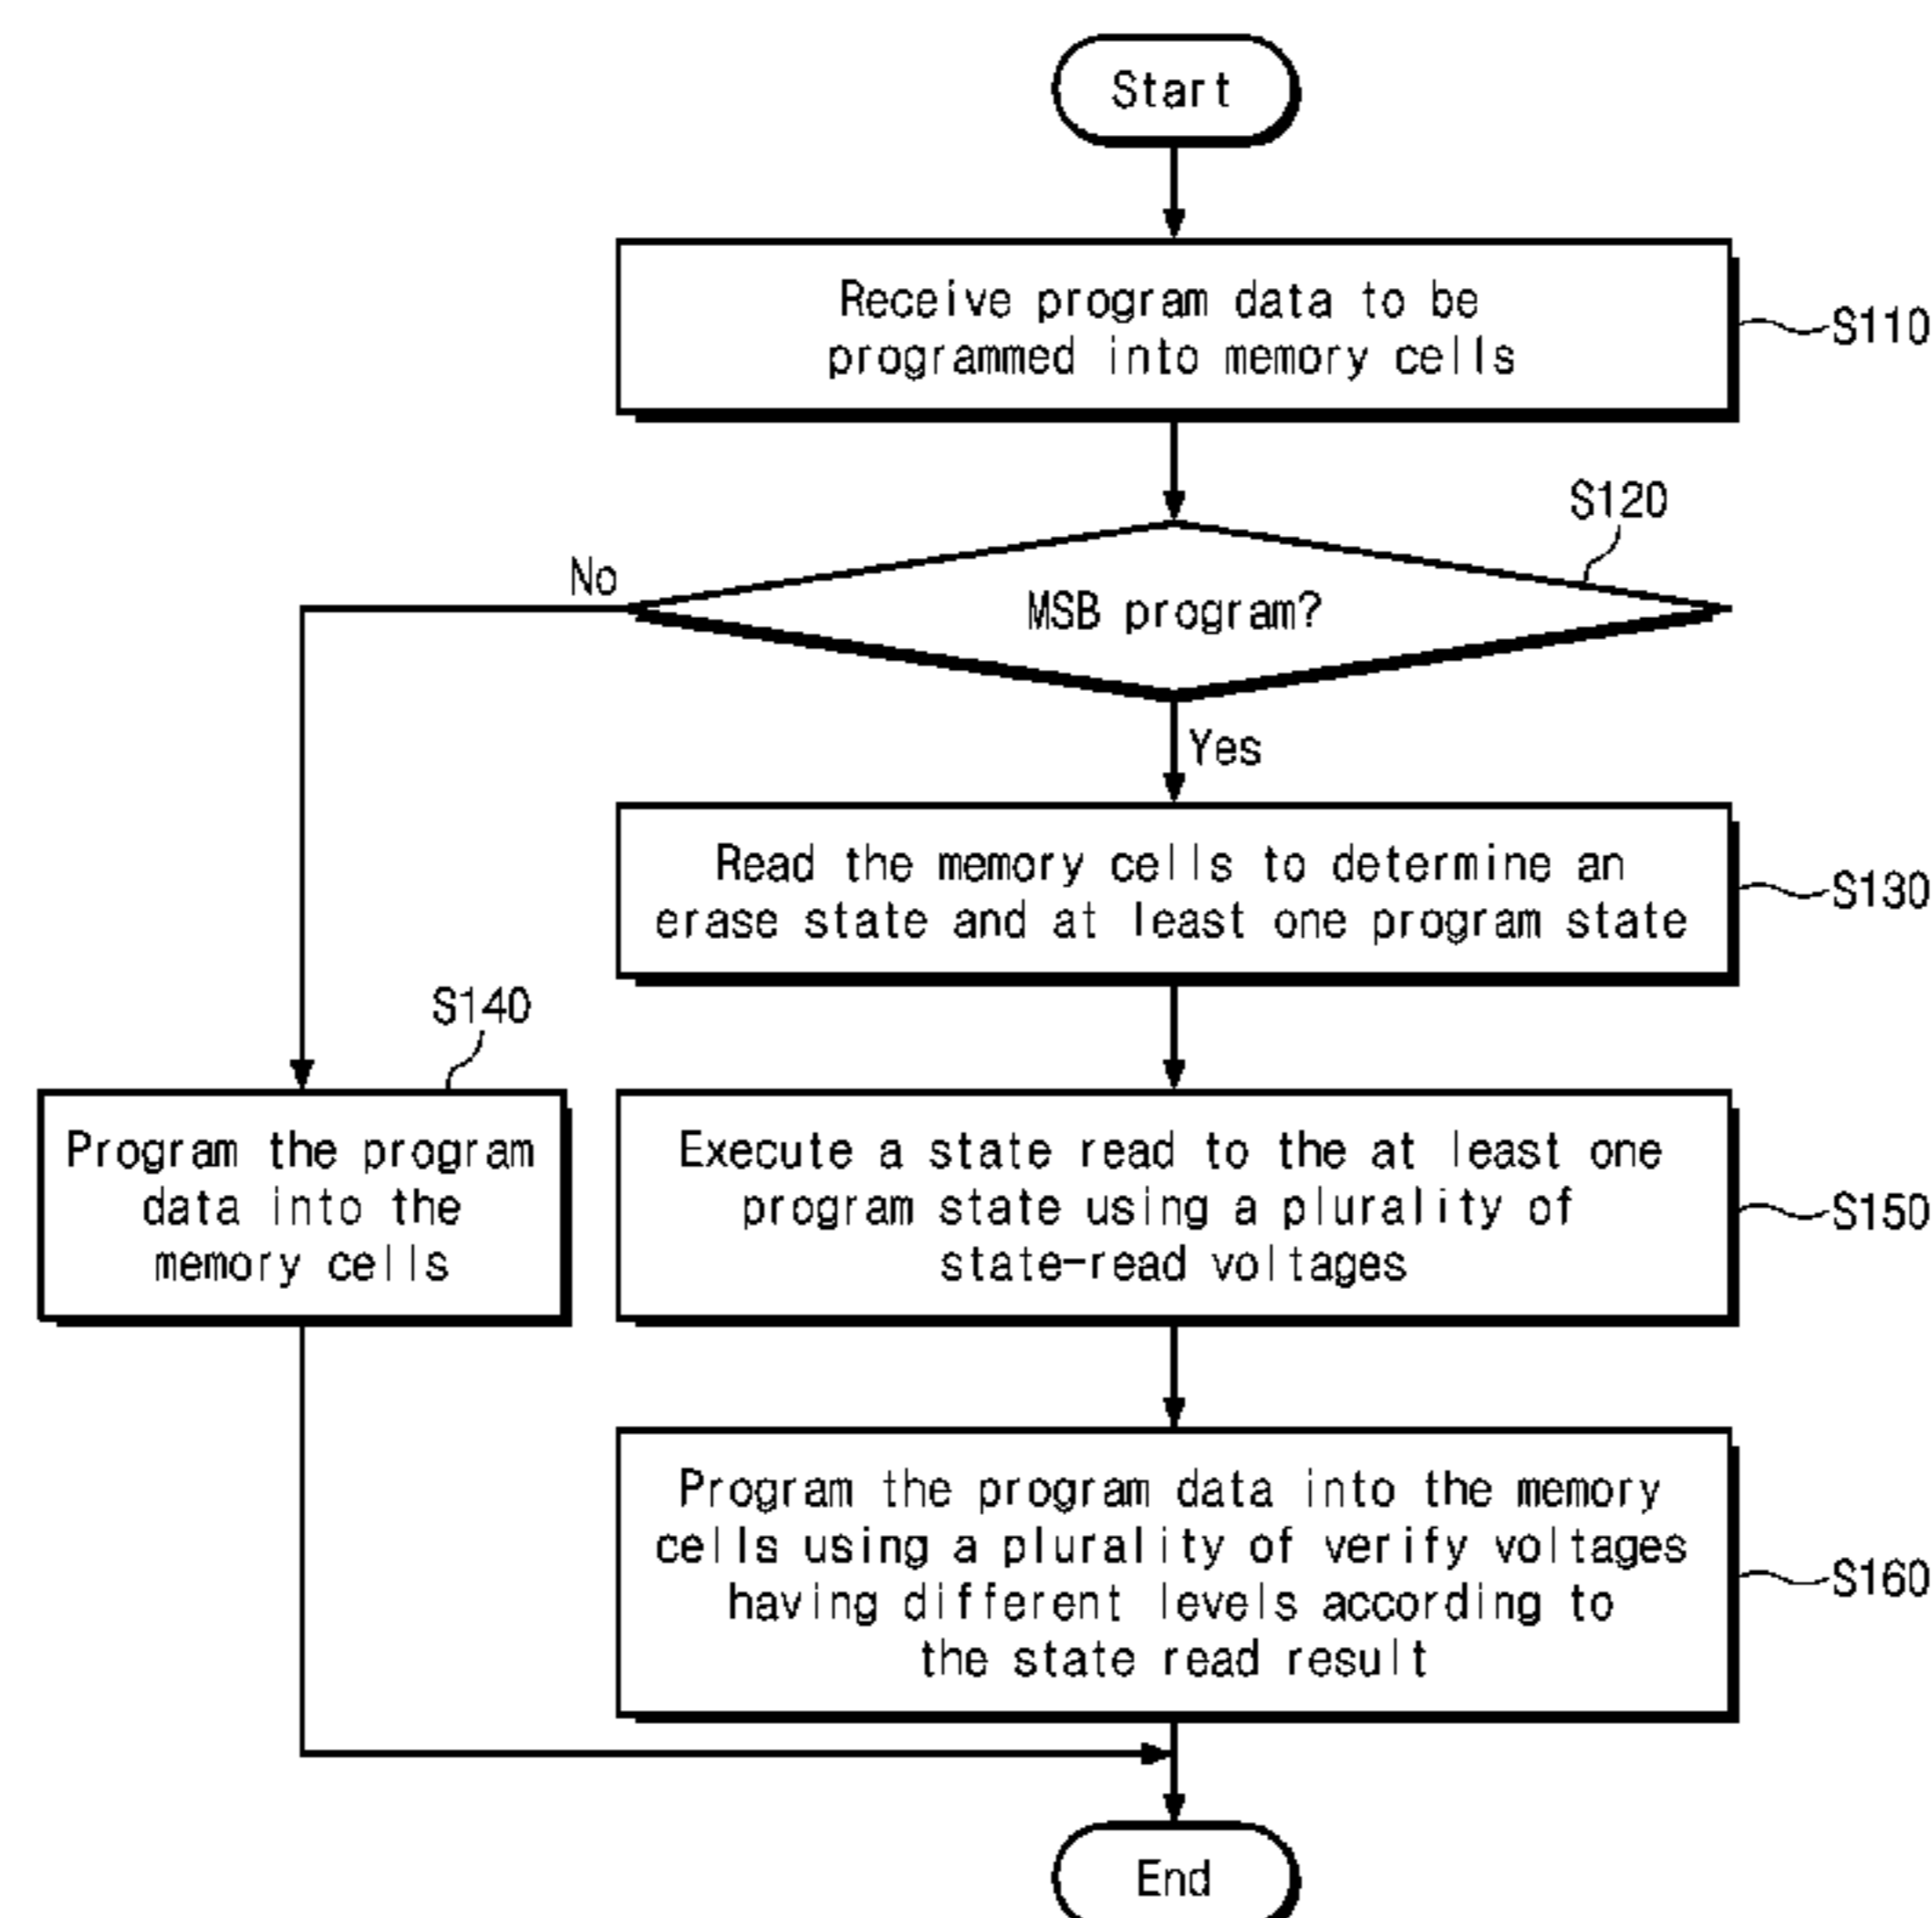 Start
Receive program data to be
programmed into memory cells
S110
S120
No
MSB program?
Yes
Read the memory cells to determine an
erase state and at least one program state
S130
S140
Program the program
data into the
memory cells
Execute a state read to the at least one
program state using a plurality of
state-read voltages
S150
Program the program data into the memory
cells using a plurality of verify voltages
having different levels according to
the state read result
S160
End